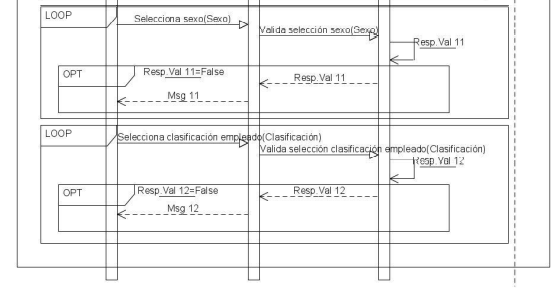 LOOP
Selecciona sexo(Sexo)
Valida selección sexo(Sexo)
Resp.Val 11
OPT
Resp.Val 11=False
Resp.Val 11
Msg 11
LOOP
Selecciona clasificación empleado(Clasificación)
Valida selección clasificación empleado(Clasificación)
Resp.Val 12
OPT
Resp.Val 12=False
Resp.Val 12
Msg 12